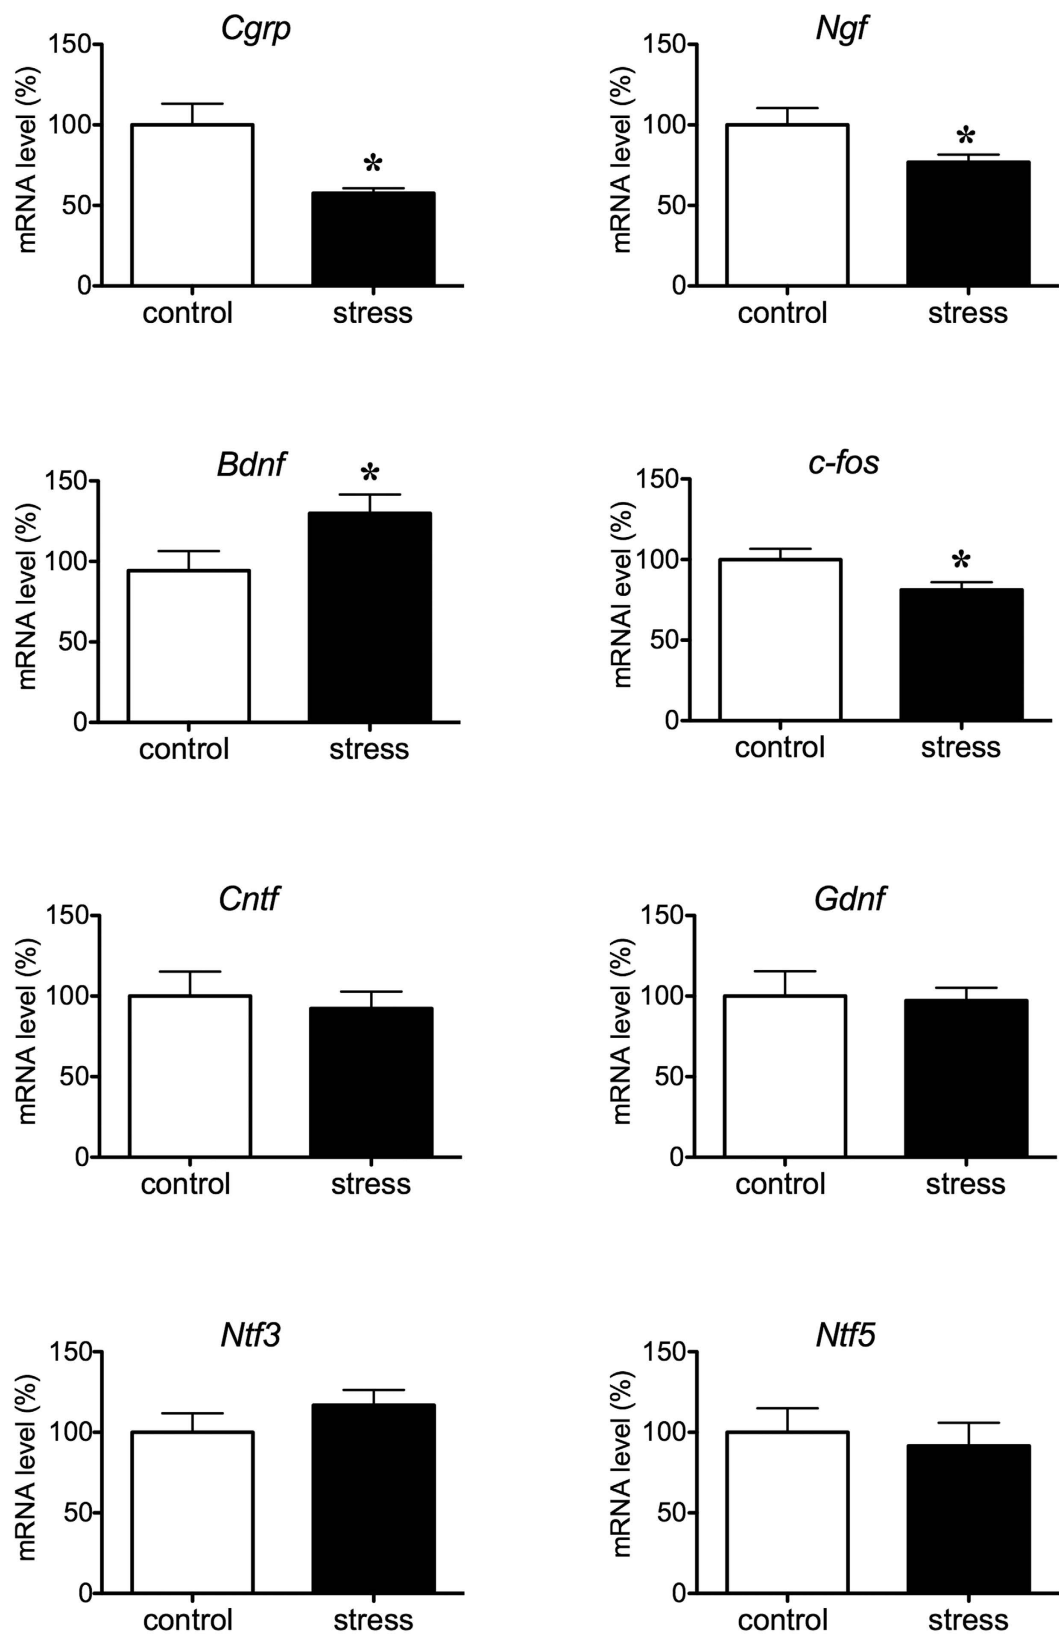 Cgrp
150
100
50
0
mRNA level (%)
*
control stress
Ngf
150
100
50
0
mRNA level (%)
*
control stress
Bdnf
150
100
50
0
mRNA level (%)
*
control stress
c-fos
150
100
50
0
mRNAl evel (%)
*
control stress
Cntf
150
100
50
0
mRNA level (%)
control stress
Gdnf
150
100
50
0
mRNA level (%)
control stress
Ntf3
150
100
50
0
mRNA level (%)
control stress
Ntf5
150
100
50
0
mRNA level (%)
control stress